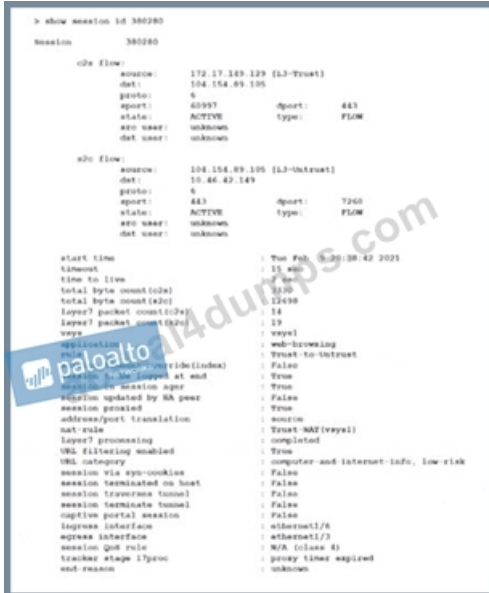 > show session id 380280
Session 380280
c2s flow:
source: 172.17.149.129 [L3-Trust]
dst: 104.154.89.105
proto: 6
sport: 60997 dport: 443
state: ACTIVE type: FLOW
src user: unknown
dst user: unknown
s2c flow:
source: 104.154.89.105 [L3-Untrust]
dst: 10.46.42.149
proto: 6
sport: 443 dport: 7260
state: ACTIVE type: FLOW
src user: unknown
dst user: unknown
start time : Tue Feb 9 20:38:42 2021
timeout : 15 sec
time to live : sec
total byte count(c2s) : 3330
total byte count(s2c) : 12698
layer7 packet count(c2s) : 14
layer7 packet count(s2c) : 19
vsys : vsys1
application : web-browsing
rule : Trust-to-Untrust
: False
session to be logged at end : True
session in session ager : True
session updated by HA peer : False
session proxied : True
address/port translation : source
nat-rule : Trust-NAT(vsys1)
layer7 processing : completed
URL filtering enabled : True
URL category : computer-and-internet-info, low-risk
session via syn-cookies : False
session terminated on host : False
session traverses tunnel : False
session terminate tunnel : False
captive portal session : False
ingress interface : ethernet1/6
egress interface : ethernet1/3
session QoS rule : N/A (class 4)
tracker stage l7proc : proxy timer expired
end-reason : unknown
paloalto